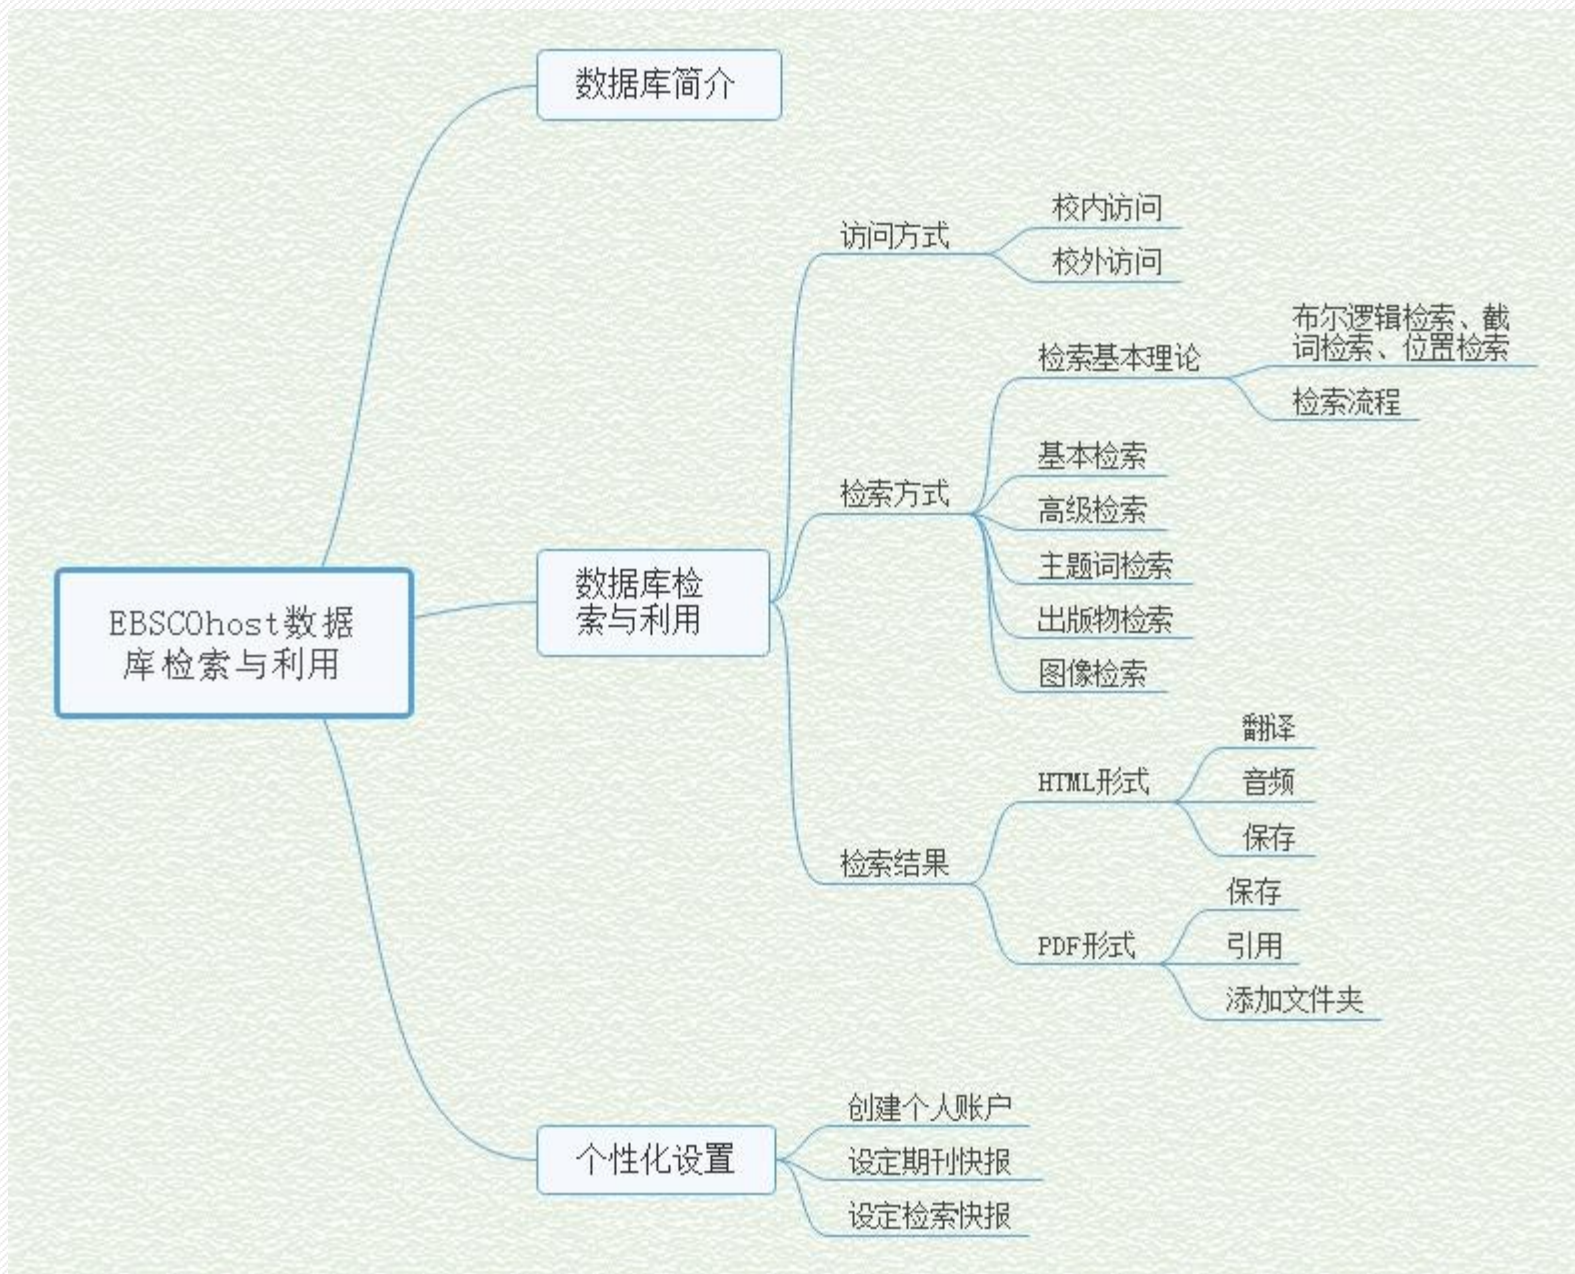 数据库简介
校内访问
访问方式
校外访问
布尔逻辑检索、截
词检索、位置检索
检索基本理论
检索流程
基本检索
检索方式
高级检索
主题词检索
数据库检
索与利用
出版物检索
EBSCOhost数据
库检索与利用
图像检索
翻译
HTML形式
音频
保存
检索结果
保存
PDF形式
引用
添加文件夹
创建个人账户
个性化设置
设定期刊快报
设定检索快报